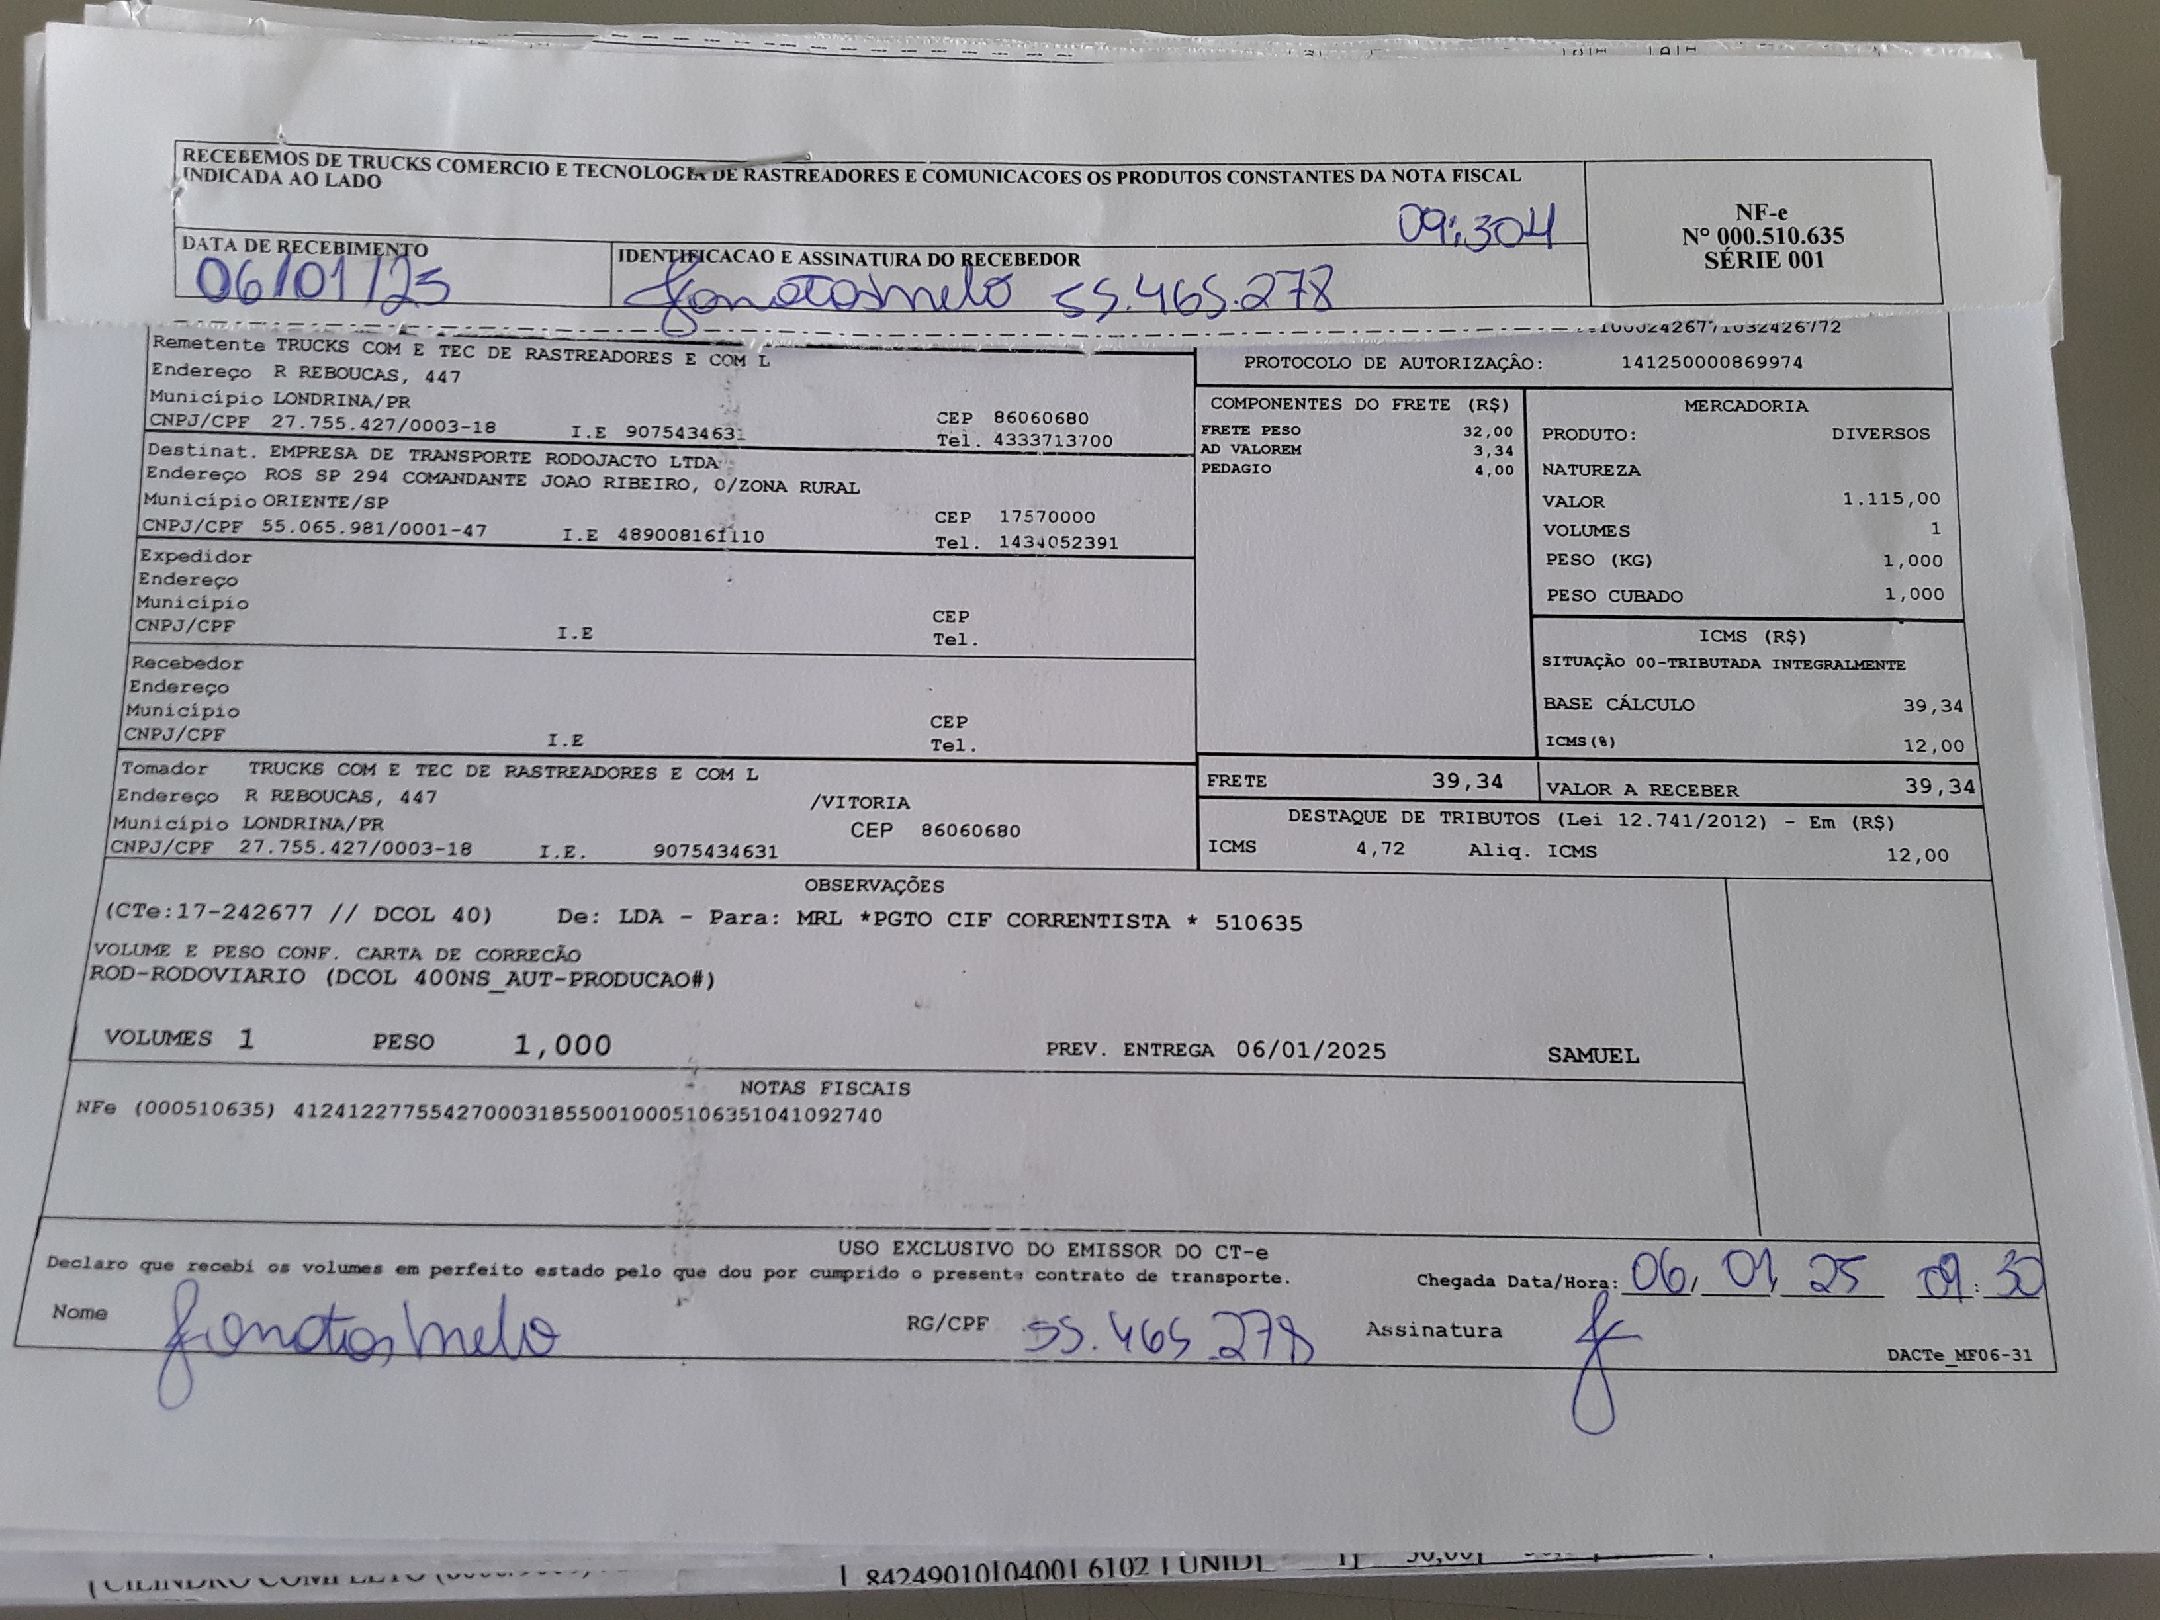 RECEBEMOS DE TRUCKS COMERCIO E TECNOLOGIA DE RASTREADORES E COMUNICACOES OS PRODUTOS CONSTANTES DA NOTA FISCAL
INDICADA AO LADO
09:30H
NF-e
Nº 000.510.635
SÉRIE 001
DATA DE RECEBIMENTO
06/01/25
IDENTIFICACAO E ASSINATURA DO RECEBEDOR
55.465.278
Remetente TRUCKS COM E TEC DE RASTREADORES E COM L
Endereço R REBOUCAS, 447
Município LONDRINA/PR
CEP 86060680
CNPJ/CPF 27.755.427/0003-18 I.E 9075434631
Tel. 4333713700
Destinat. EMPRESA DE TRANSPORTE RODOJACTO LTDA
Endereço ROS SP 294 COMANDANTE JOAO RIBEIRO, 0/ZONA RURAL
Município ORIENTE/SP
CEP 17570000
CNPJ/CPF 55.065.981/0001-47 I.E 489008161110
Tel. 1434052391
Expedidor
Endereço
Município
CEP
CNPJ/CPF I.E
Tel.
Recebedor
Endereço
Município
CEP
CNPJ/CPF I.E
Tel.
Tomador TRUCKS COM E TEC DE RASTREADORES E COM L
Endereço R REBOUCAS, 447 /VITORIA
Município LONDRINA/PR CEP 86060680
CNPJ/CPF 27.755.427/0003-18 I.E. 9075434631
PROTOCOLO DE AUTORIZAÇÃO: 141250000869974
COMPONENTES DO FRETE (R$)
FRETE PESO 32,00
AD VALOREM 3,34
PEDAGIO 4,00
MERCADORIA
PRODUTO: DIVERSOS
NATUREZA
VALOR 1.115,00
VOLUMES 1
PESO (KG) 1,000
PESO CUBADO 1,000
ICMS (R$)
SITUAÇÃO 00-TRIBUTADA INTEGRALMENTE
BASE CÁLCULO 39,34
ICMS(%) 12,00
FRETE 39,34
VALOR A RECEBER 39,34
DESTAQUE DE TRIBUTOS (Lei 12.741/2012) - Em (R$)
ICMS 4,72 Aliq. ICMS 12,00
OBSERVAÇÕES
(CTe:17-242677 // DCOL 40) De: LDA - Para: MRL *PGTO CIF CORRENTISTA * 510635
VOLUME E PESO CONF. CARTA DE CORRECÃO
ROD-RODOVIARIO (DCOL 400NS_AUT-PRODUCAO#)
VOLUMES 1 PESO 1,000 PREV. ENTREGA 06/01/2025 SAMUEL
NOTAS FISCAIS
NFe (000510635) 41241227755427000318550010005106351041092740
USO EXCLUSIVO DO EMISSOR DO CT-e
Declaro que recebi os volumes em perfeito estado pelo que dou por cumprido o presente contrato de transporte.
Chegada Data/Hora: 06, 01, 25 09:30
Nome
RG/CPF 55.465.278
Assinatura
DACTe_MF06-31